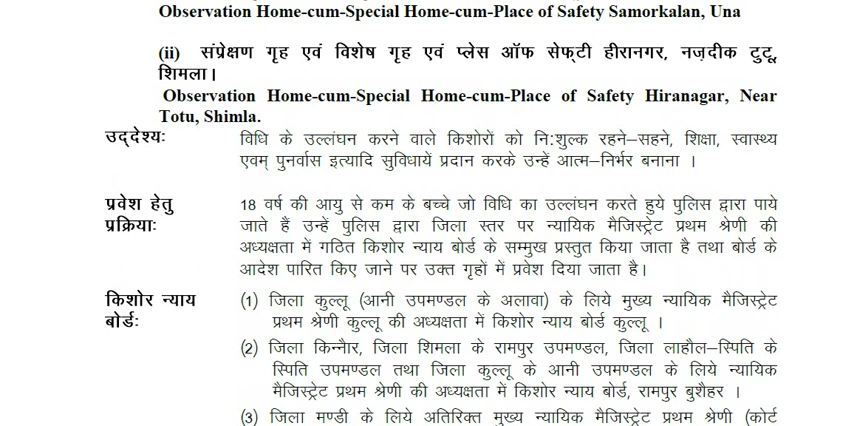 Observation Home-cum-Special Home-cum-Place of Safety Samorkalan, Una
(ii) संप्रेक्षण गृह एवं विशेष गृह एवं प्लेस ऑफ सेफ्टी हीरानगर, नज़दीक टुटू,
शिमला।
Observation Home-cum-Special Home-cum-Place of Safety Hiranagar, Near
Totu, Shimla.
उद्देश्यः विधि के उल्लंघन करने वाले किशोरों को नि:शुल्क रहने–सहने, शिक्षा, स्वास्थ्य
एवम् पुनर्वास इत्यादि सुविधायें प्रदान करके उन्हें आत्म–निर्भर बनाना ।
प्रवेश हेतु 18 वर्ष की आयु से कम के बच्चे जो विधि का उल्लंघन करते हुये पुलिस द्वारा पाये
प्रक्रियाः जाते हैं उन्हें पुलिस द्वारा जिला स्तर पर न्यायिक मैजिस्ट्रेट प्रथम श्रेणी की
अध्यक्षता में गठित किशोर न्याय बोर्ड के सम्मुख प्रस्तुत किया जाता है तथा बोर्ड के
आदेश पारित किए जाने पर उक्त गृहों में प्रवेश दिया जाता है।
किशोर न्याय (1) जिला कुल्लू (आनी उपमण्डल के अलावा) के लिये मुख्य न्यायिक मैजिस्ट्रेट
बोर्डः प्रथम श्रेणी कुल्लू की अध्यक्षता में किशोर न्याय बोर्ड कुल्लू ।
(2) जिला किन्नौर, जिला शिमला के रामपुर उपमण्डल, जिला लाहौल–स्पिति के
स्पिति उपमण्डल तथा जिला कुल्लू के आनी उपमण्डल के लिये न्यायिक
मैजिस्ट्रेट प्रथम श्रेणी की अध्यक्षता में किशोर न्याय बोर्ड, रामपुर बुशैहर ।
(3) जिला मण्डी के लिये अतिरिक्त मुख्य न्यायिक मैजिस्ट्रेट प्रथम श्रेणी (कोर्ट